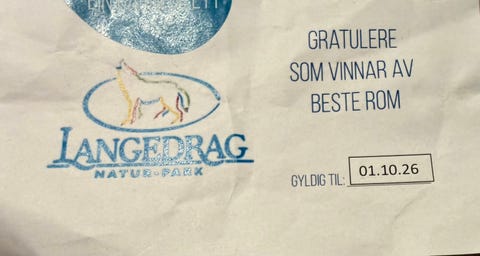 LANGEDRAG
NATUR-PARK
GRATULERE
SOM VINNAR AV
BESTE ROM
GYLDIG TIL: 01.10.26